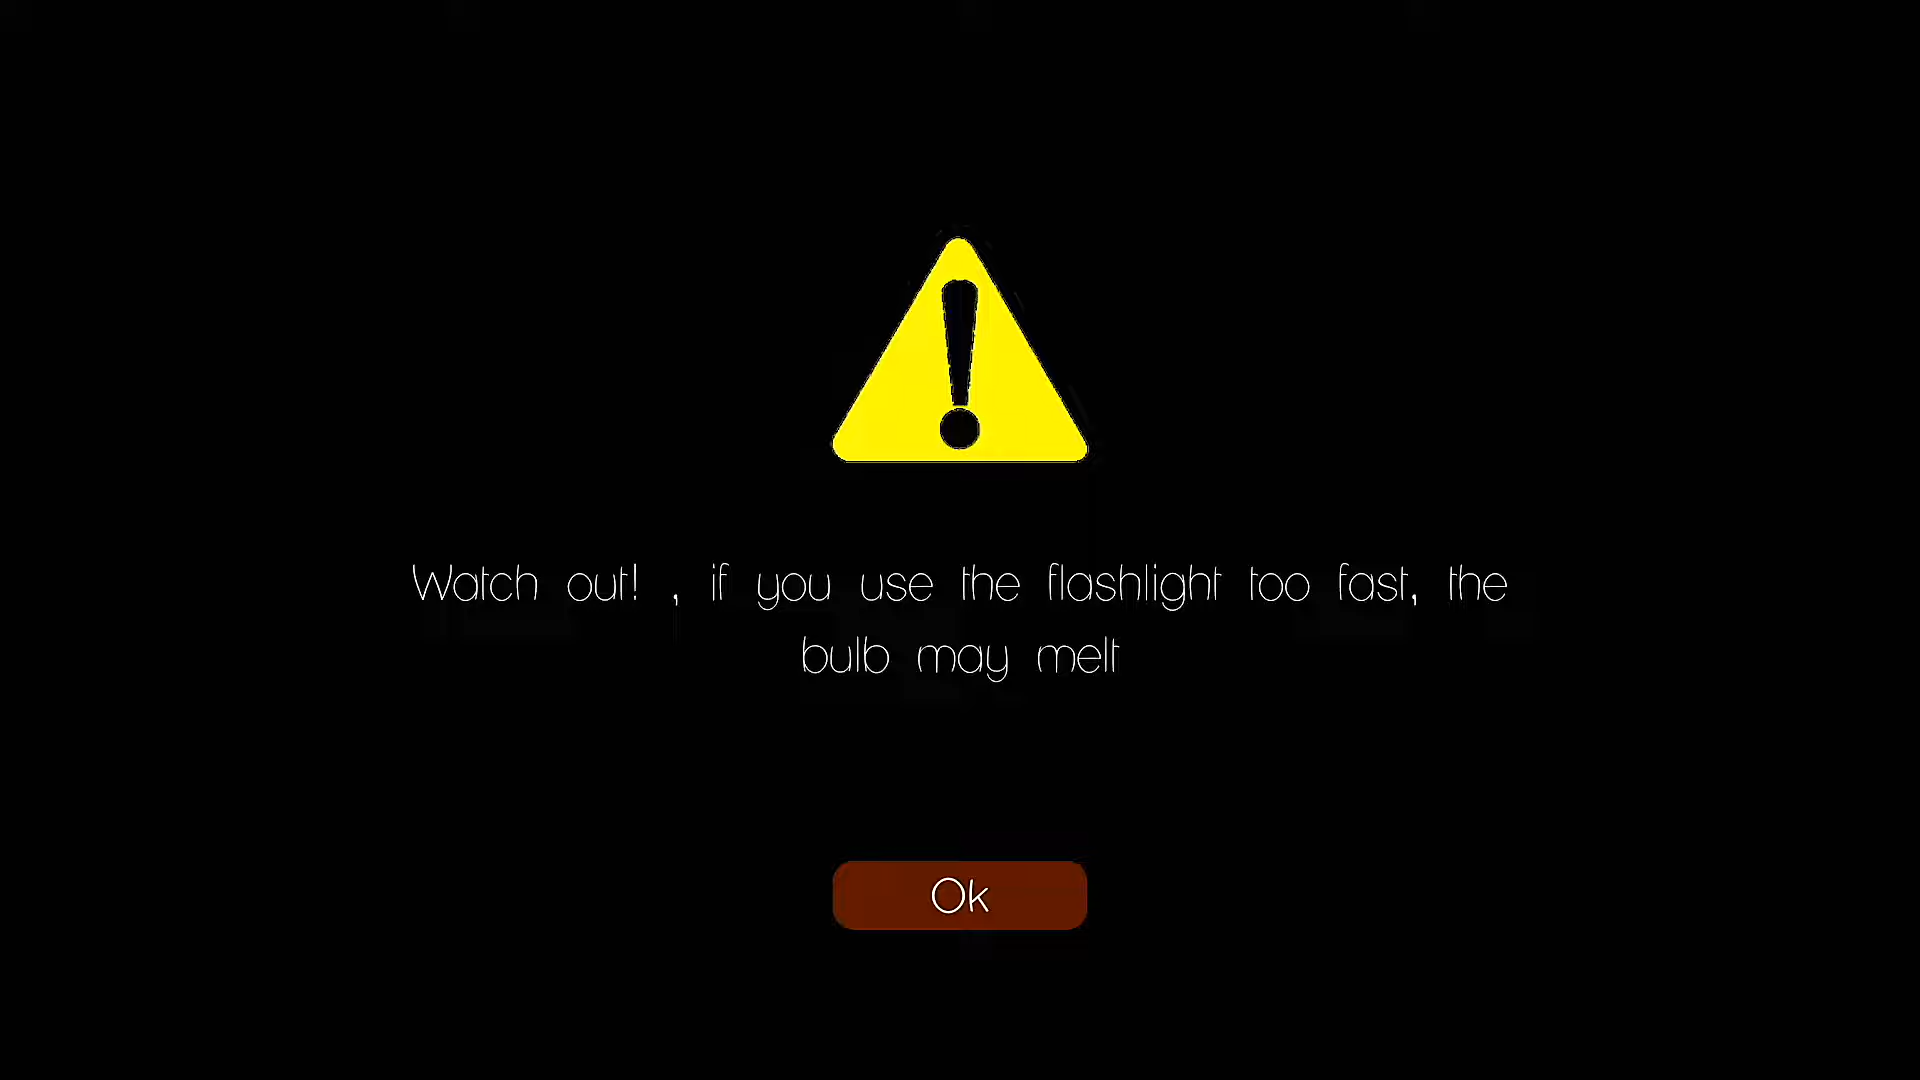 Watch out! , if you use the flashlight too fast, the
bulb may melt
Ok